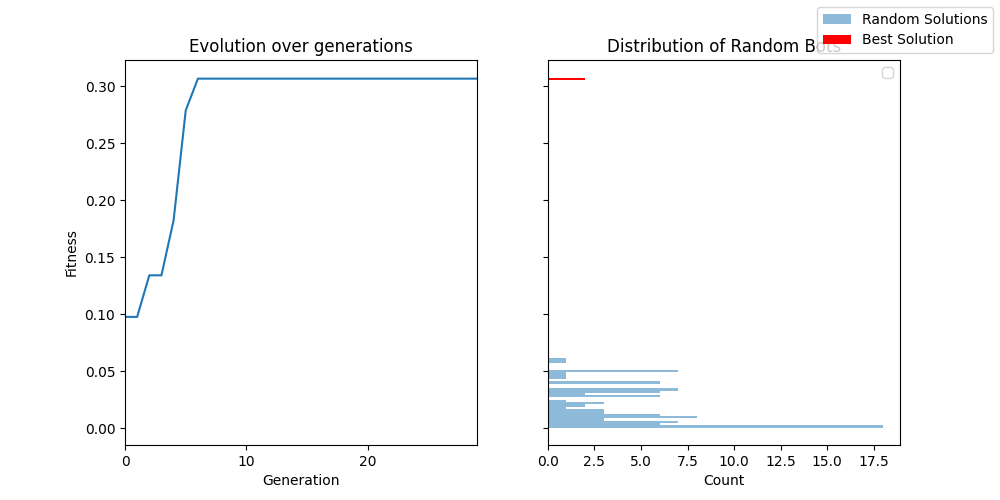 Random Solutions
Best Solution
Evolution over generations
Distribution of Random Bots
Fitness
0.30
0.25
0.20
0.15
0.10
0.05
0.00
0
10
20
Generation
0.0
2.5
5.0
7.5
10.0
12.5
15.0
17.5
Count